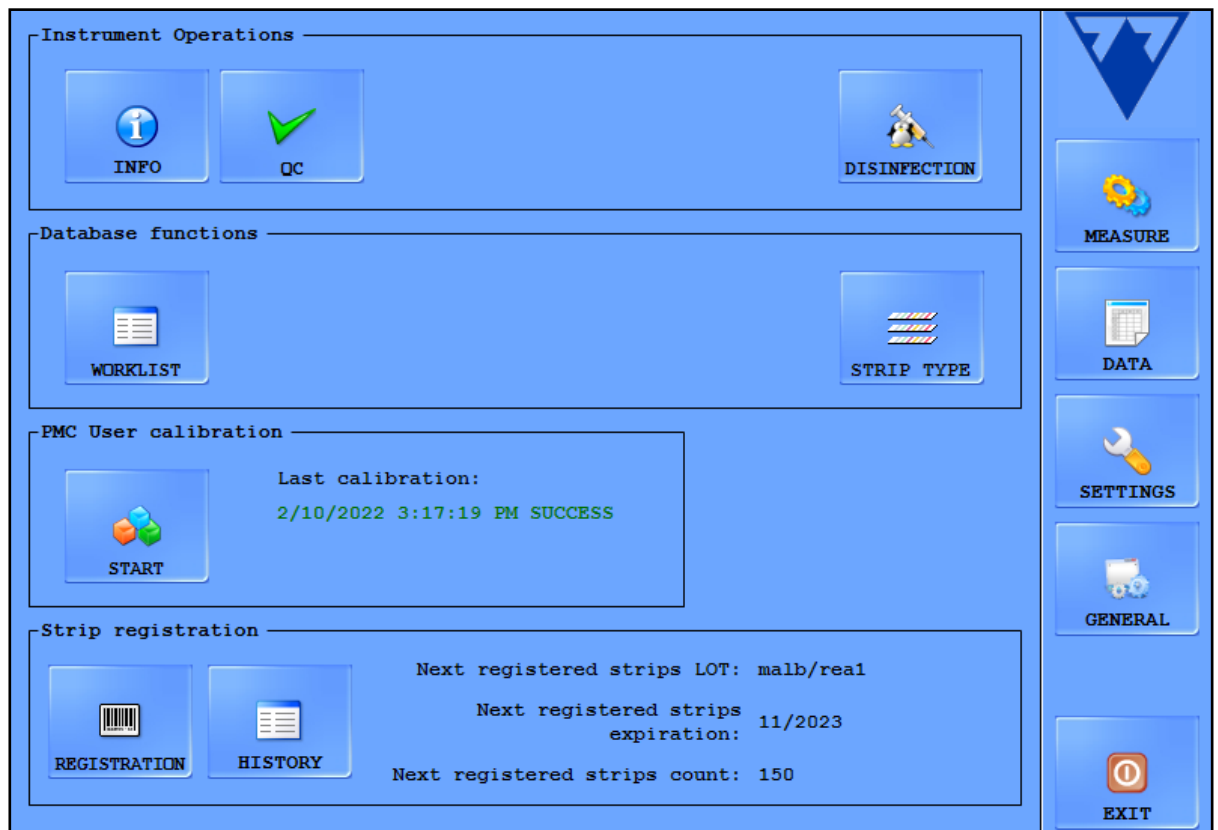 Instrument Operations
INFO
QC
DISINFECTION
Database functions
WORKLIST
STRIP TYPE
PMC User calibration
START
Last calibration:
2/10/2022 3:17:19 PM SUCCESS
Strip registration
REGISTRATION
HISTORY
Next registered strips LOT: malb/rea1
Next registered strips
expiration: 11/2023
Next registered strips count: 150
MEASURE
DATA
SETTINGS
GENERAL
EXIT